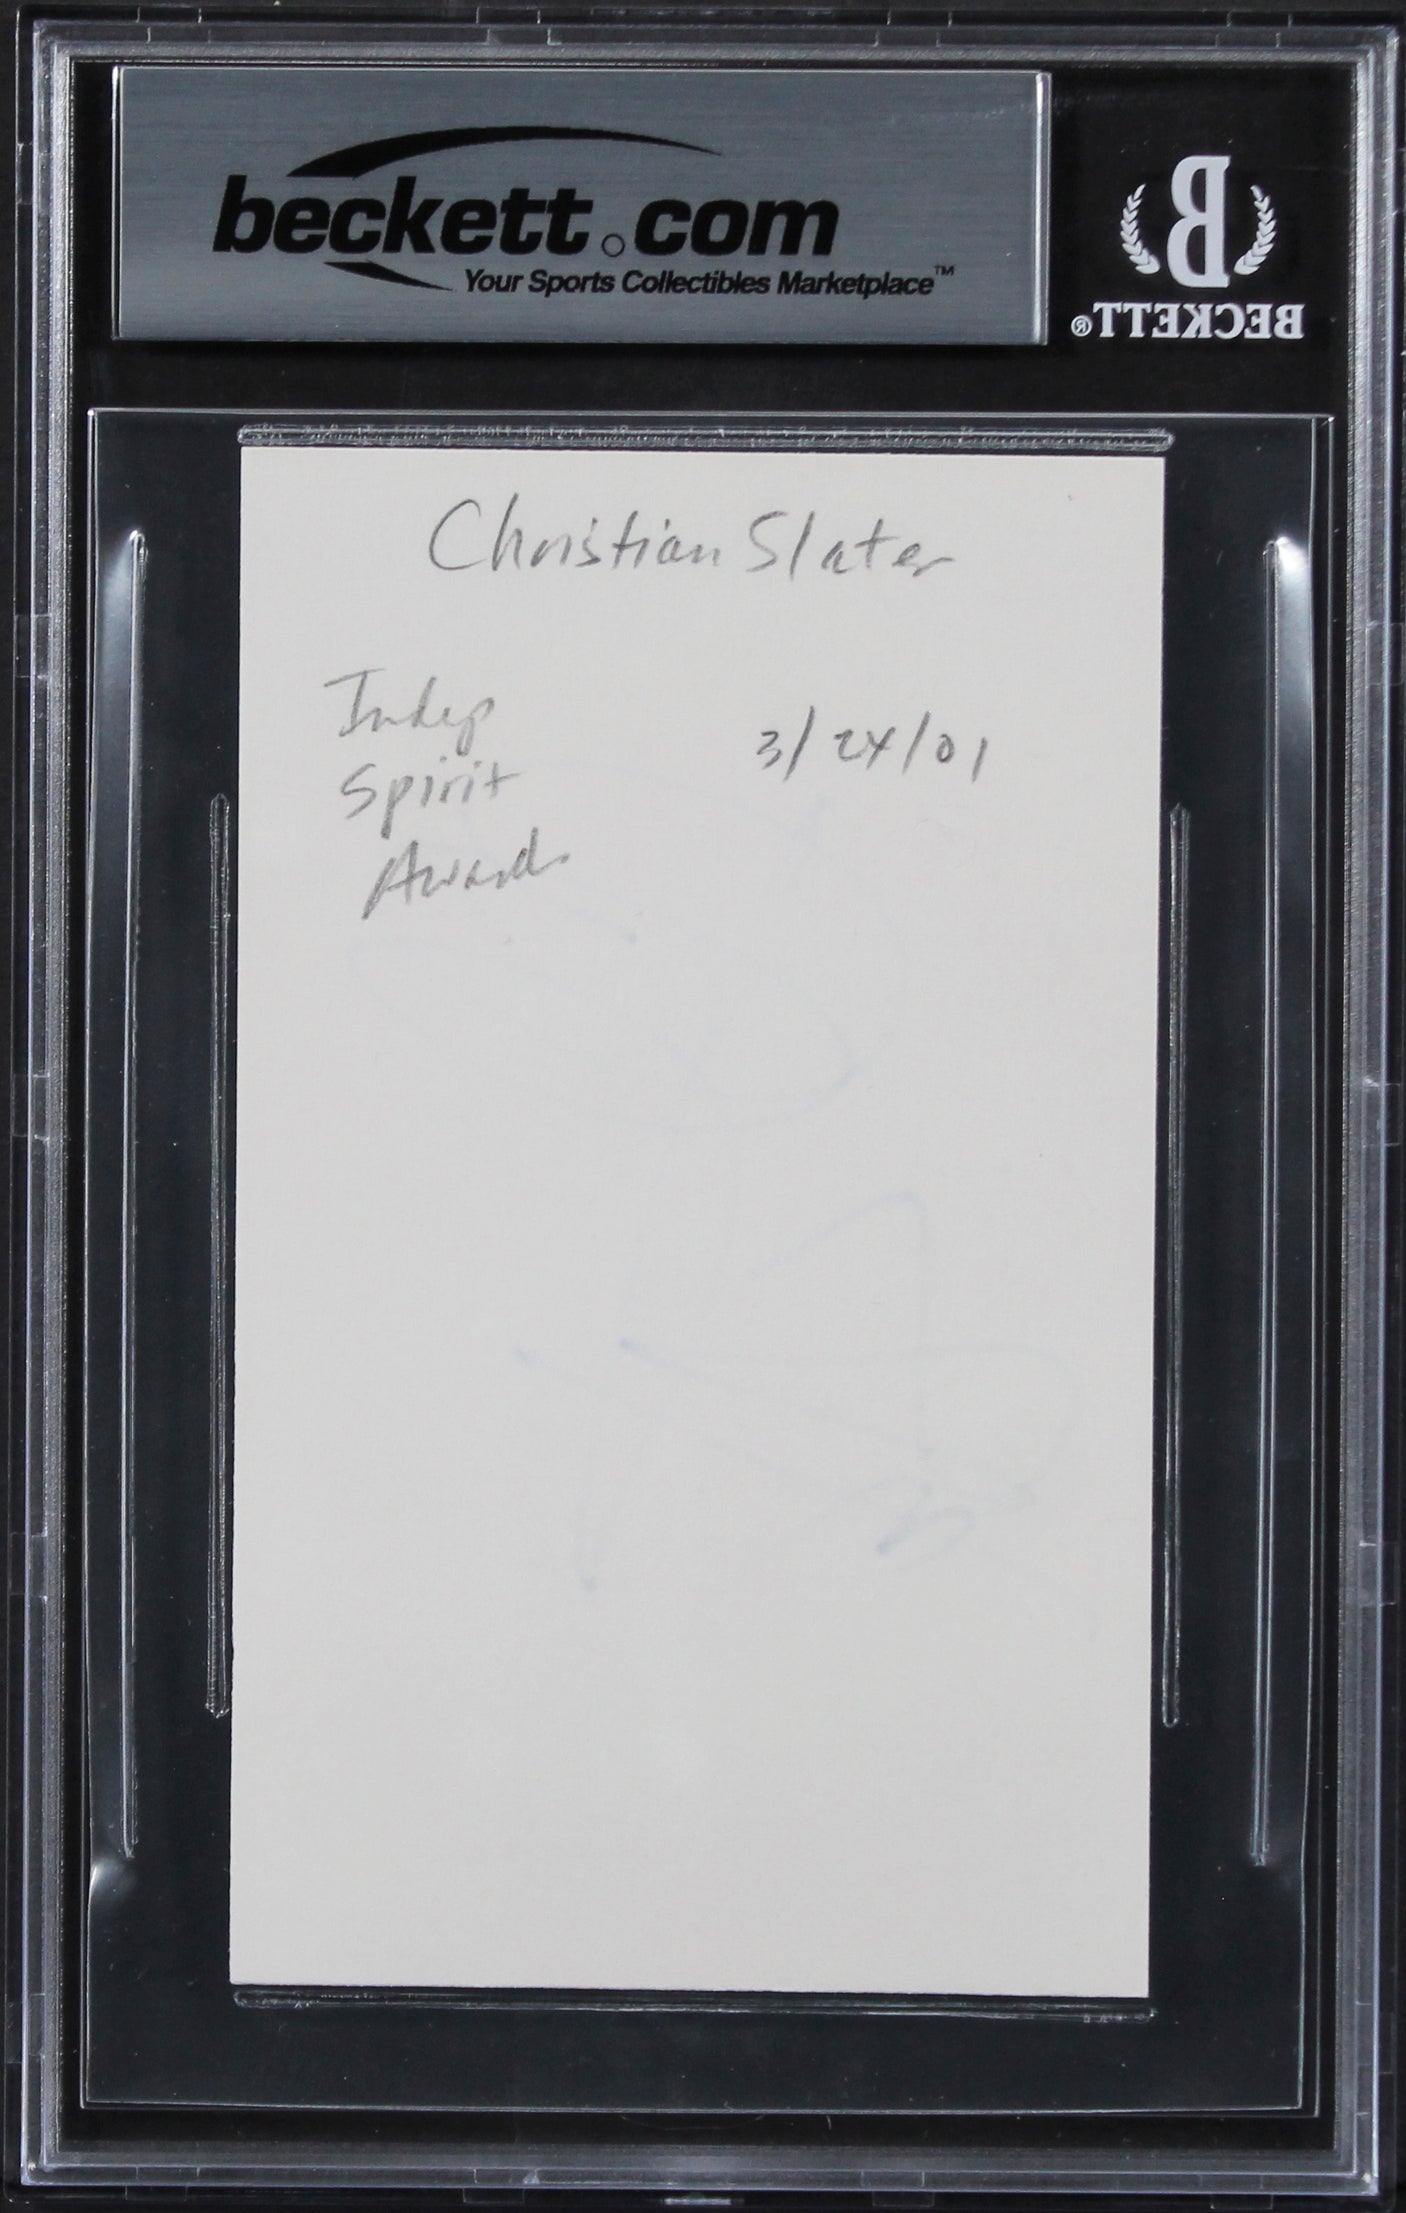 beckett.com
Your Sports Collectibles Marketplace™
B
BECKETT®
Christian Slater
Indep 3/24/01
Spirit
Award